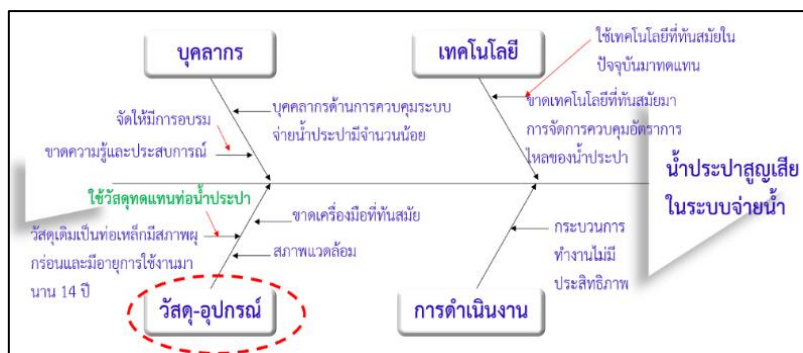 บุคลากร
เทคโนโลยี
ใช้เทคโนโลยีที่ทันสมัยใน
ปัจจุบันมาทดแทน
จัดให้มีการอบรม
บุคคลากรด้านการควบคุมระบบ
จ่ายน้ำประปามีจำนวนน้อย
ขาดเทคโนโลยีที่ทันสมัยมา
การจัดการควบคุมอัตราการ
ไหลของน้ำประปา
ขาดความรู้และประสบการณ์
น้ำประปาสูญเสีย
ในระบบจ่ายน้ำ
ใช้วัสดุทดแทนท่อน้ำประปา
ขาดเครื่องมือที่ทันสมัย
วัสดุเดิมเป็นท่อเหล็กมีสภาพผุ
กร่อนและมีอายุการใช้งานมา
นาน 14 ปี
สภาพแวดล้อม
กระบวนการ
ทำงานไม่มี
ประสิทธิภาพ
วัสดุ-อุปกรณ์
การดำเนินงาน